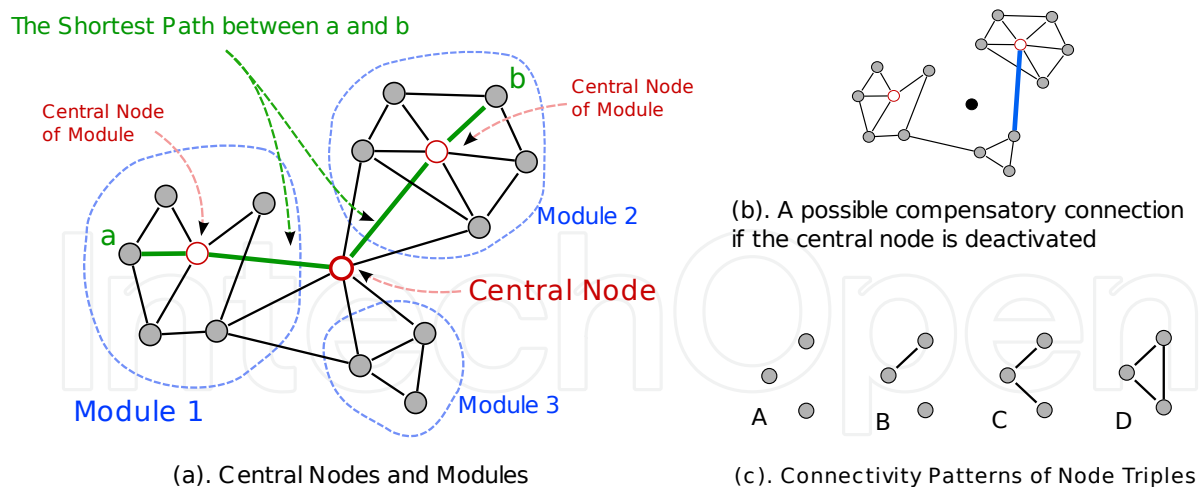 The Shortest Path between a and b
b
Central Node
of Module
Central Node
of Module
a
Module 2
Central Node
Module 1
Module 3
(a). Central Nodes and Modules
(b). A possible compensatory connection
if the central node is deactivated
A
B
C
D
(c). Connectivity Patterns of Node Triples
IntechOpen